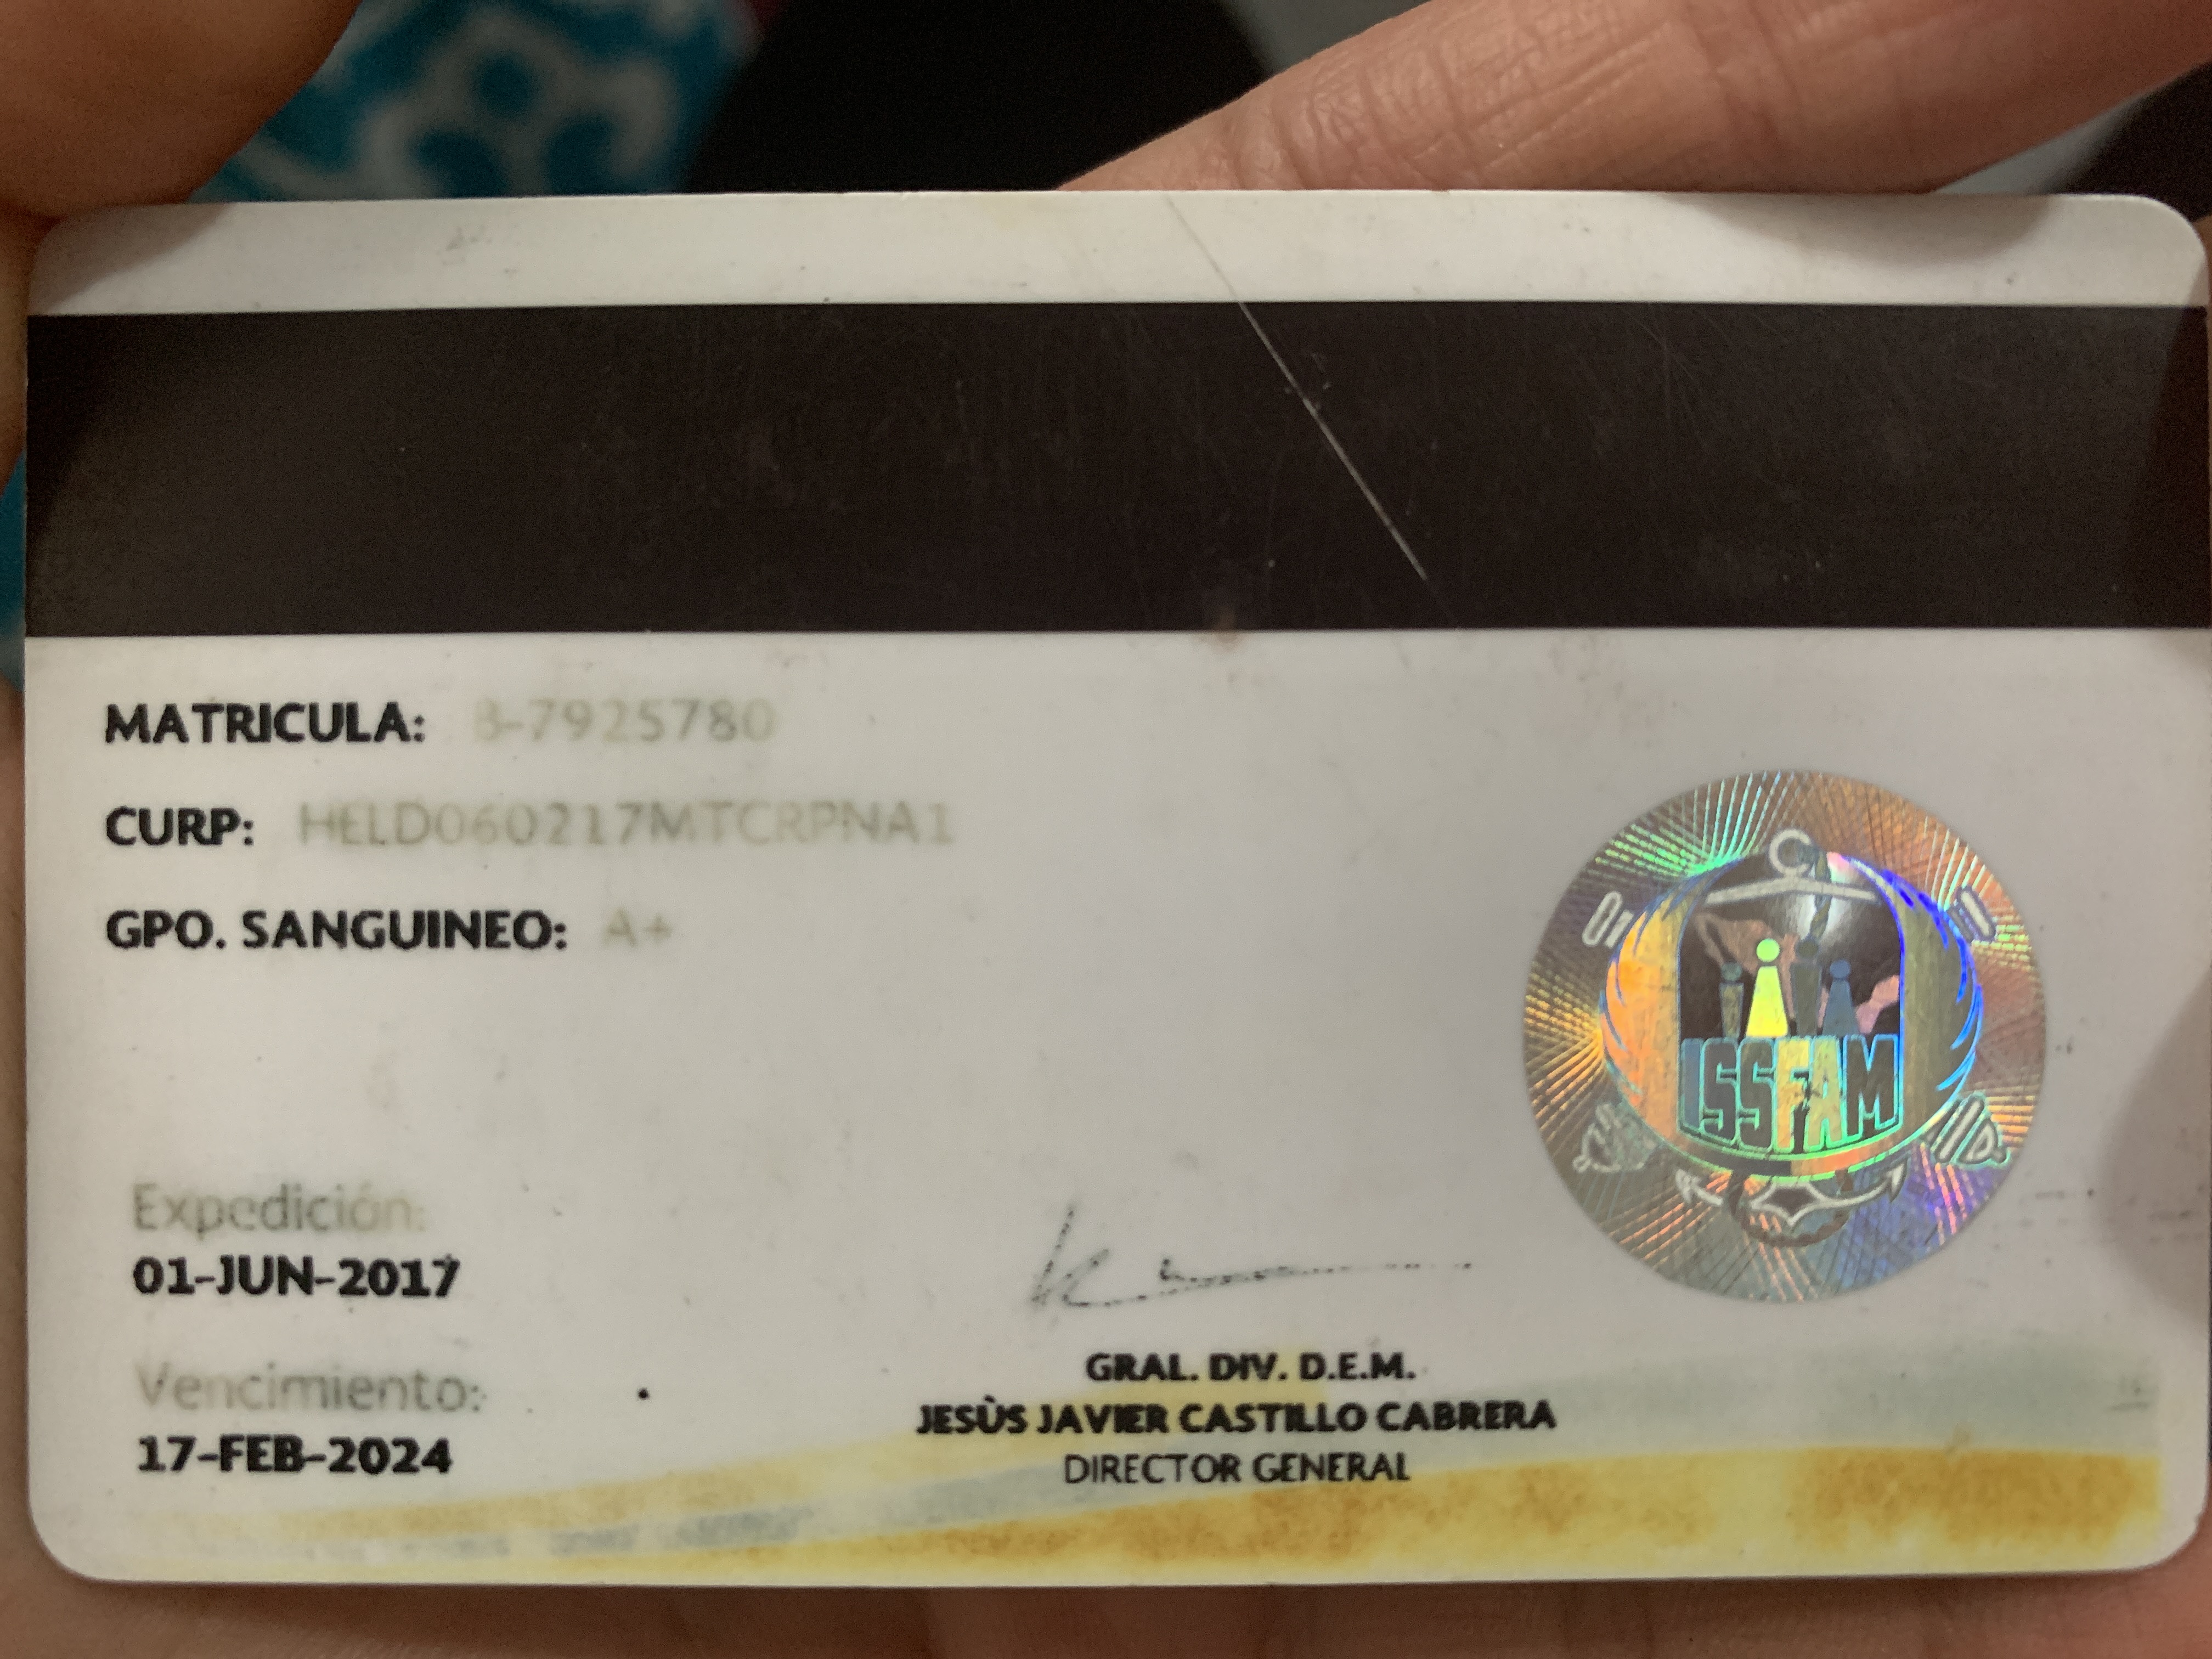 MATRICULA: B-7925780
CURP: HELD060217MTCRPNA1
GPO. SANGUINEO: A+
ISSFAM
Expedición:
01-JUN-2017
Vencimiento:
17-FEB-2024
GRAL. DIV. D.E.M.
JESÙS JAVIER CASTILLO CABRERA
DIRECTOR GENERAL